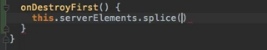 onDestroyFirst() {
this.serverElements.splice()
}
}